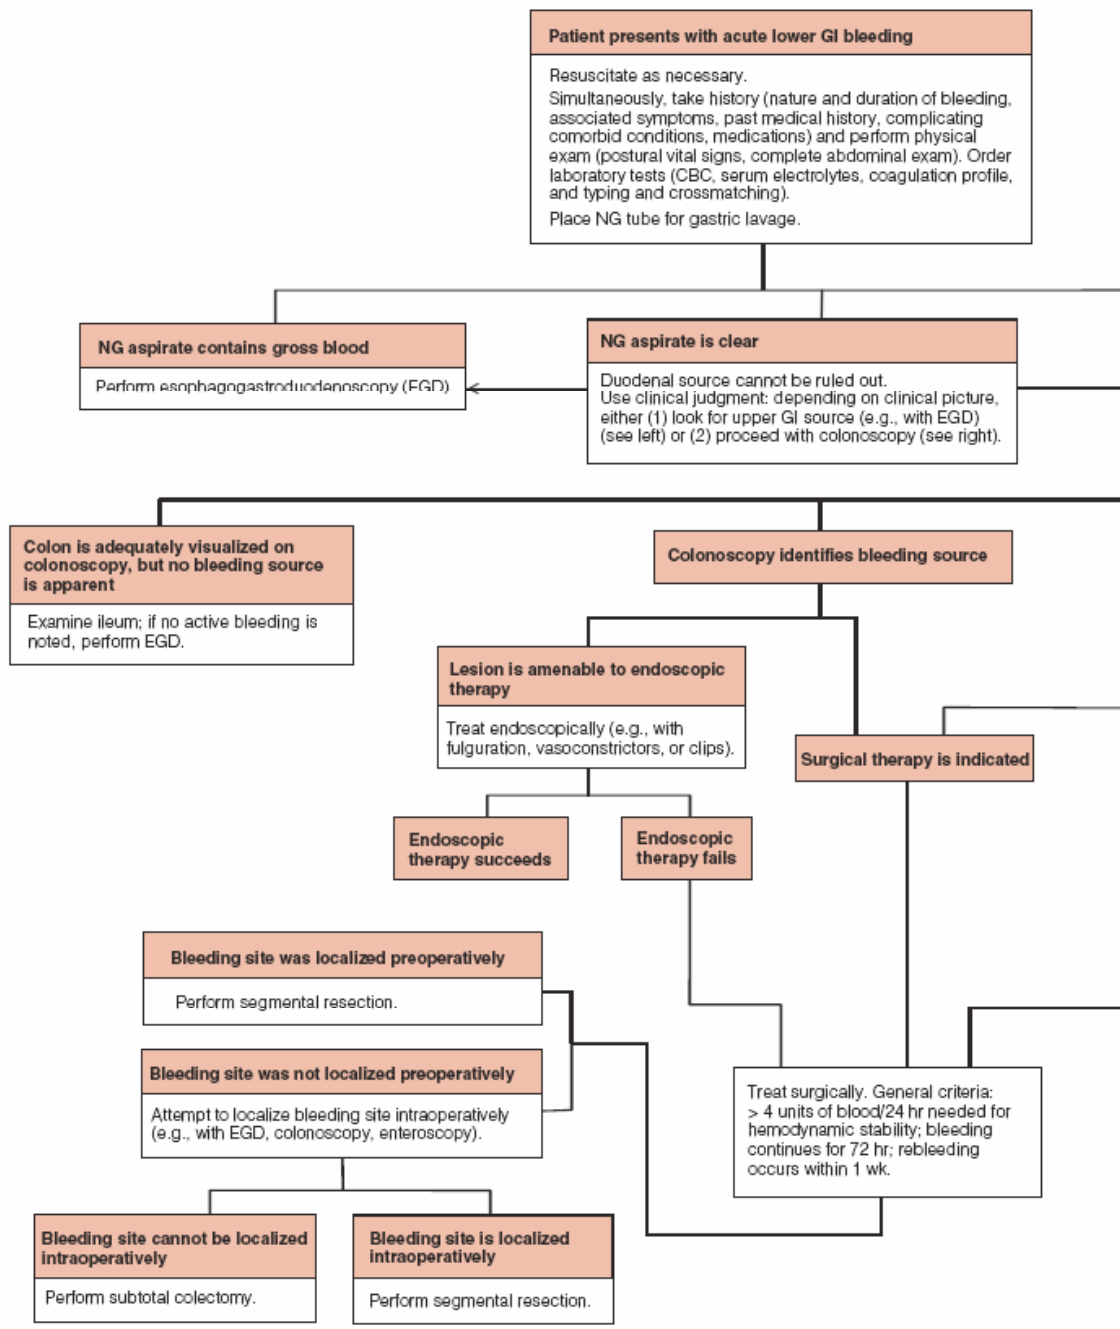 Patient presents with acute lower GI bleeding
Resuscitate as necessary.
Simultaneously, take history (nature and duration of bleeding,
associated symptoms, past medical history, complicating
comorbid conditions, medications) and perform physical
exam (postural vital signs, complete abdominal exam). Order
laboratory tests (CBC, serum electrolytes, coagulation profile,
and typing and crossmatching).
Place NG tube for gastric lavage.
NG aspirate contains gross blood
Perform esophagogastroduodenoscopy (EGD)
NG aspirate is clear
Duodenal source cannot be ruled out.
Use clinical judgment: depending on clinical picture,
either (1) look for upper GI source (e.g., with EGD)
(see left) or (2) proceed with colonoscopy (see right).
Colon is adequately visualized on
colonoscopy, but no bleeding source
is apparent
Examine ileum; if no active bleeding is
noted, perform EGD.
Colonoscopy identifies bleeding source
Lesion is amenable to endoscopic
therapy
Treat endoscopically (e.g., with
fulguration, vasoconstrictors, or clips).
Surgical therapy is indicated
Endoscopic
therapy succeeds
Endoscopic
therapy fails
Bleeding site was localized preoperatively
Perform segmental resection.
Bleeding site was not localized preoperatively
Attempt to localize bleeding site intraoperatively
(e.g., with EGD, colonoscopy, enteroscopy).
Treat surgically. General criteria:
> 4 units of blood/24 hr needed for
hemodynamic stability; bleeding
continues for 72 hr; rebleeding
occurs within 1 wk.
Bleeding site cannot be localized
intraoperatively
Perform subtotal colectomy.
Bleeding site is localized
intraoperatively
Perform segmental resection.